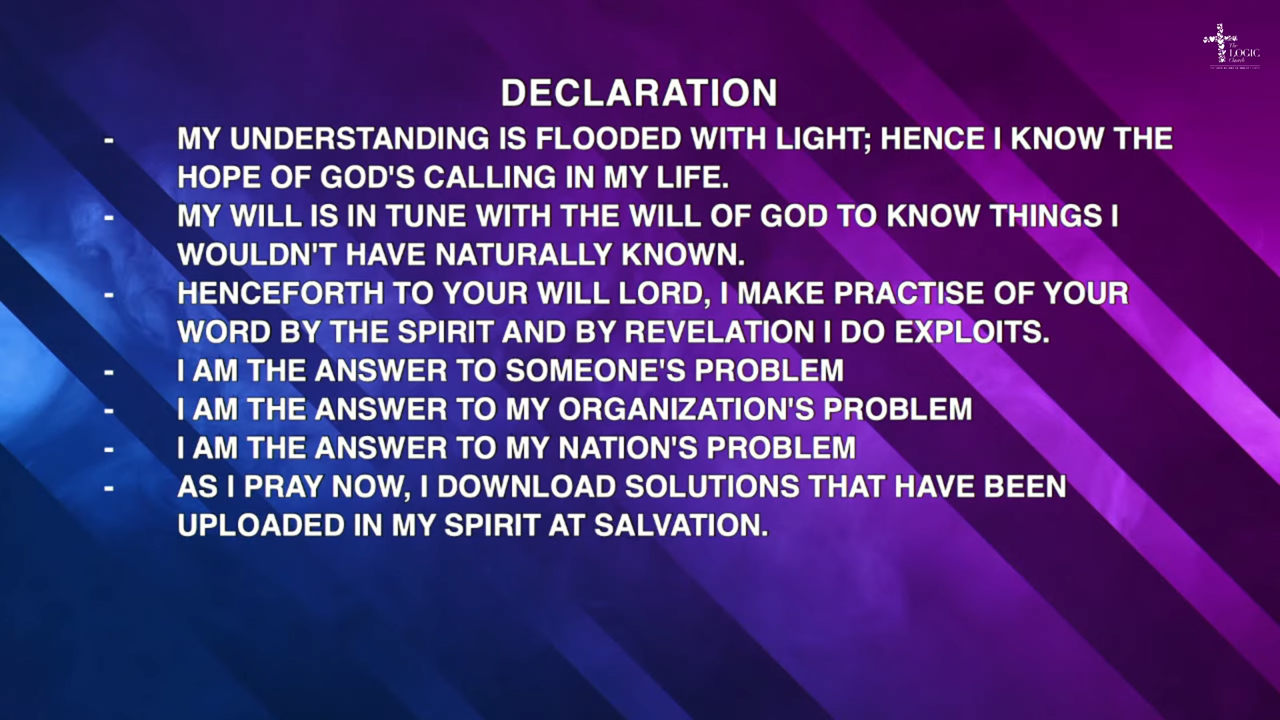 The
LOGIC
Church
DECLARATION
- MY UNDERSTANDING IS FLOODED WITH LIGHT; HENCE I KNOW THE
HOPE OF GOD'S CALLING IN MY LIFE.
- MY WILL IS IN TUNE WITH THE WILL OF GOD TO KNOW THINGS I
WOULDN'T HAVE NATURALLY KNOWN.
- HENCEFORTH TO YOUR WILL LORD, I MAKE PRACTISE OF YOUR
WORD BY THE SPIRIT AND BY REVELATION I DO EXPLOITS.
- I AM THE ANSWER TO SOMEONE'S PROBLEM
- I AM THE ANSWER TO MY ORGANIZATION'S PROBLEM
- I AM THE ANSWER TO MY NATION'S PROBLEM
- AS I PRAY NOW, I DOWNLOAD SOLUTIONS THAT HAVE BEEN
UPLOADED IN MY SPIRIT AT SALVATION.